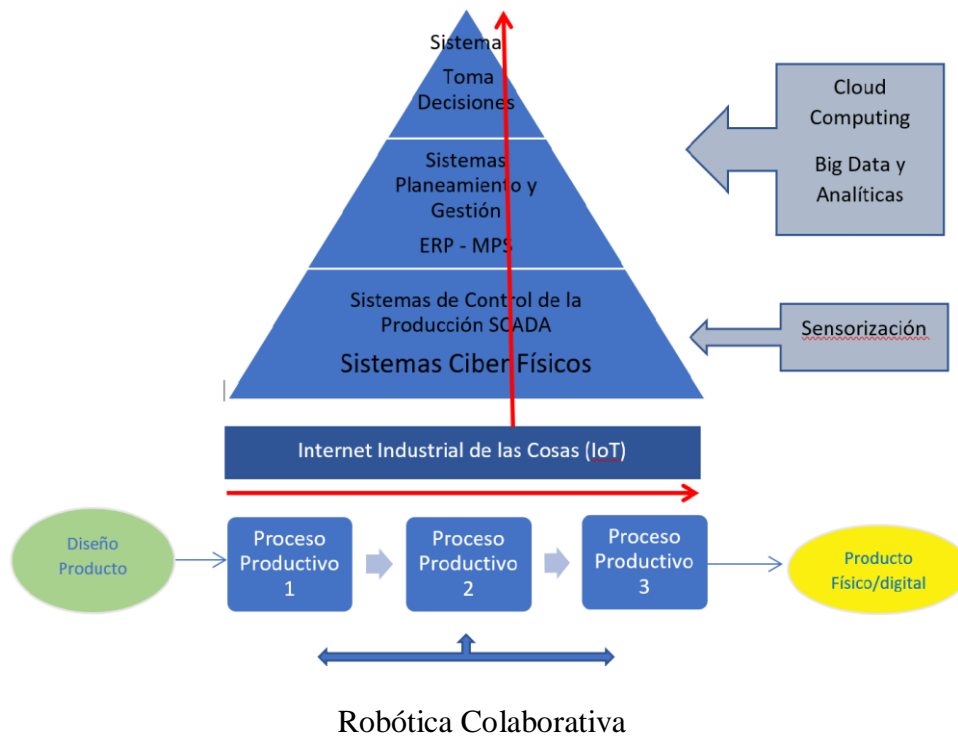 Sistema
Toma
Decisiones
Cloud
Computing
Big Data y
Analíticas
Sistemas
Planeamiento y
Gestión
ERP - MPS
Sistemas de Control de la
Producción SCADA
Sistemas Ciber Físicos
Sensorización
Internet Industrial de las Cosas (IoT)
Diseño
Producto
Proceso
Productivo
1
Proceso
Productivo
2
Proceso
Productivo
3
Producto
Físico/digital
Robótica Colaborativa